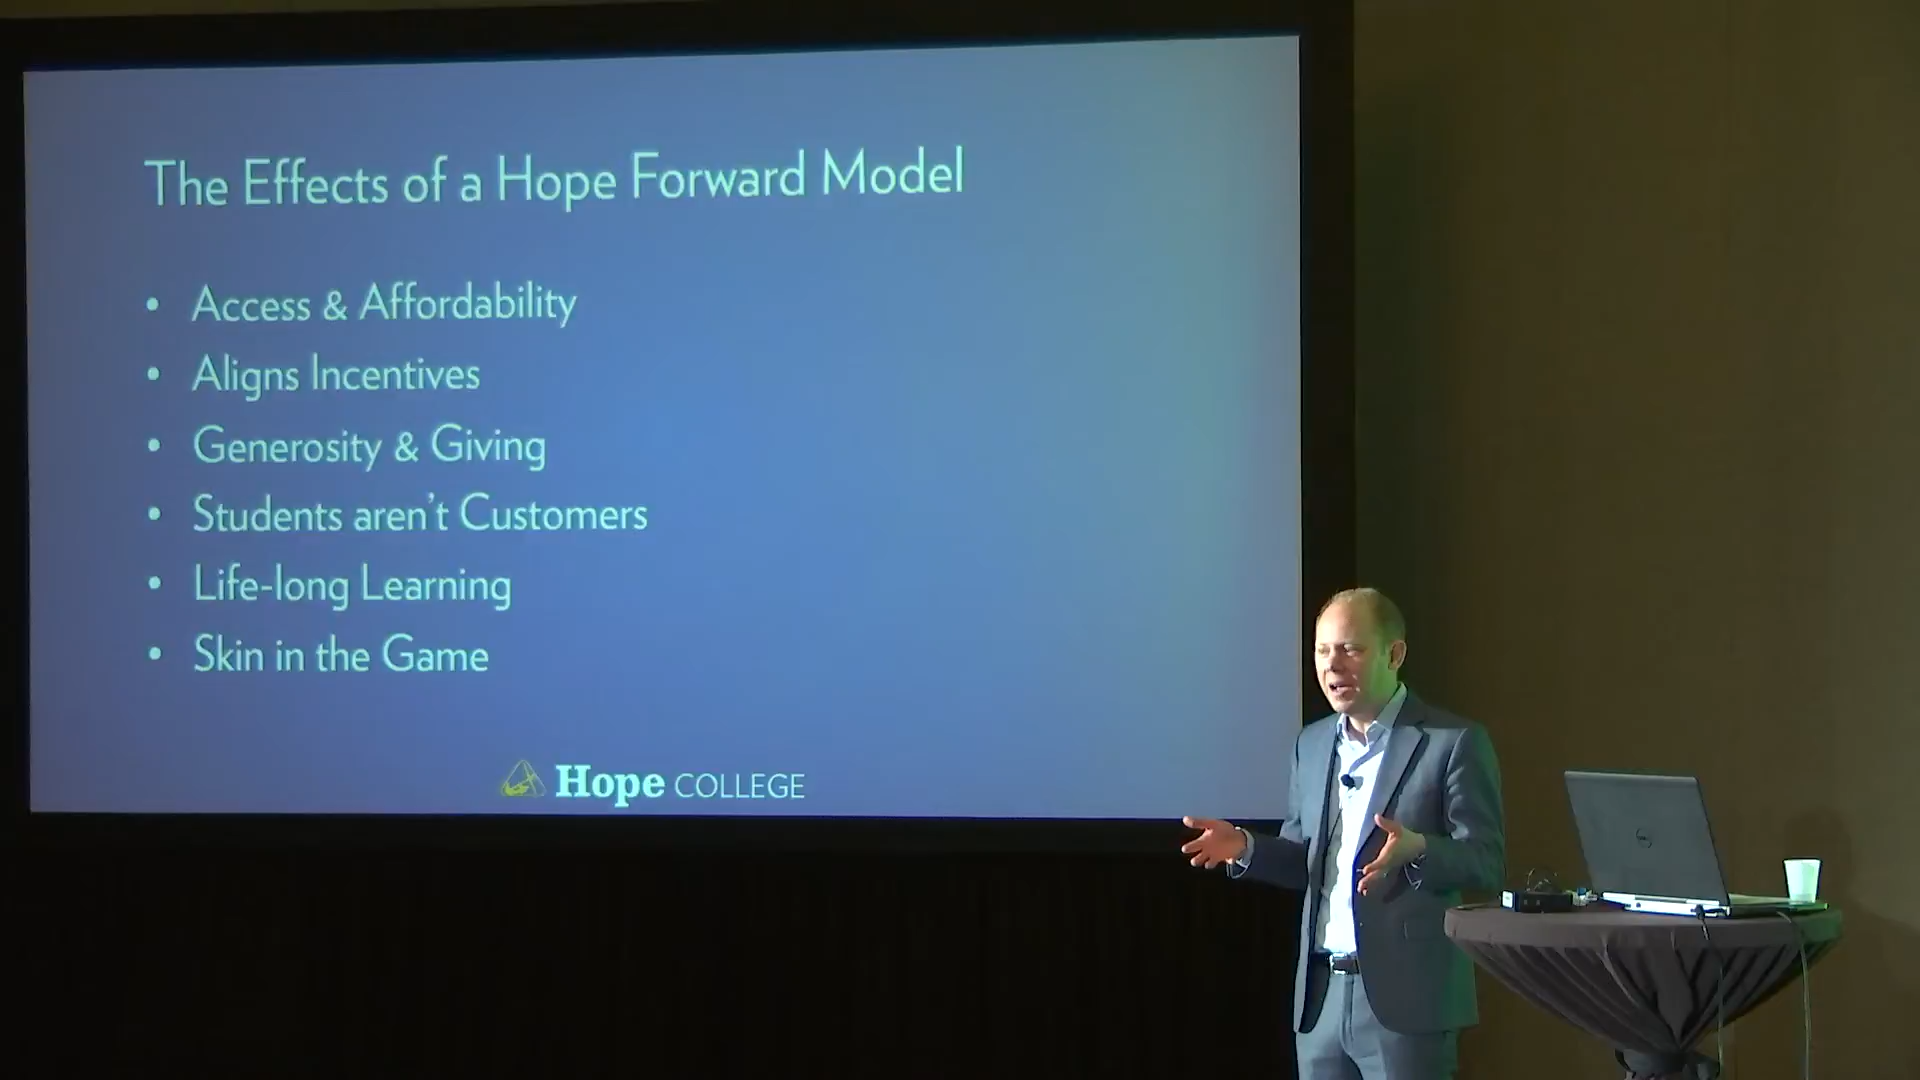 The Effects of a Hope Forward Model
• Access & Affordability
• Aligns Incentives
• Generosity & Giving
• Students aren't Customers
• Life-long Learning
• Skin in the Game
Hope COLLEGE